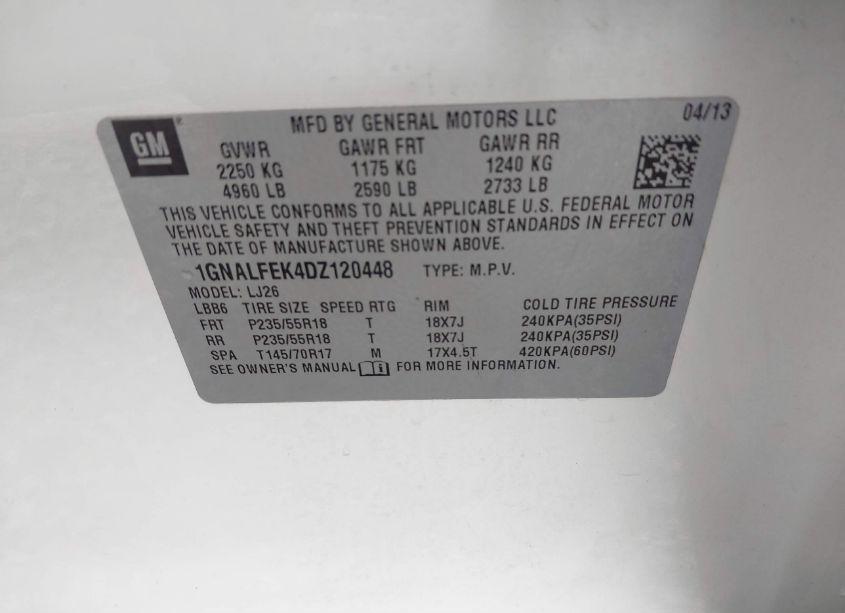 GM
MFD BY GENERAL MOTORS LLC 04/13
GVWR GAWR FRT GAWR RR
2250 KG 1175 KG 1240 KG
4960 LB 2590 LB 2733 LB
THIS VEHICLE CONFORMS TO ALL APPLICABLE U.S. FEDERAL MOTOR
VEHICLE SAFETY AND THEFT PREVENTION STANDARDS IN EFFECT ON
THE DATE OF MANUFACTURE SHOWN ABOVE.
1GNALFEK4DZ120448 TYPE: M.P.V.
MODEL: LJ26
LBB6 TIRE SIZE SPEED RTG RIM COLD TIRE PRESSURE
FRT P235/55R18 T 18X7J 240KPA(35PSI)
RR P235/55R18 T 18X7J 240KPA(35PSI)
SPA T145/70R17 M 17X4.5T 420KPA(60PSI)
SEE OWNER'S MANUAL FOR MORE INFORMATION.